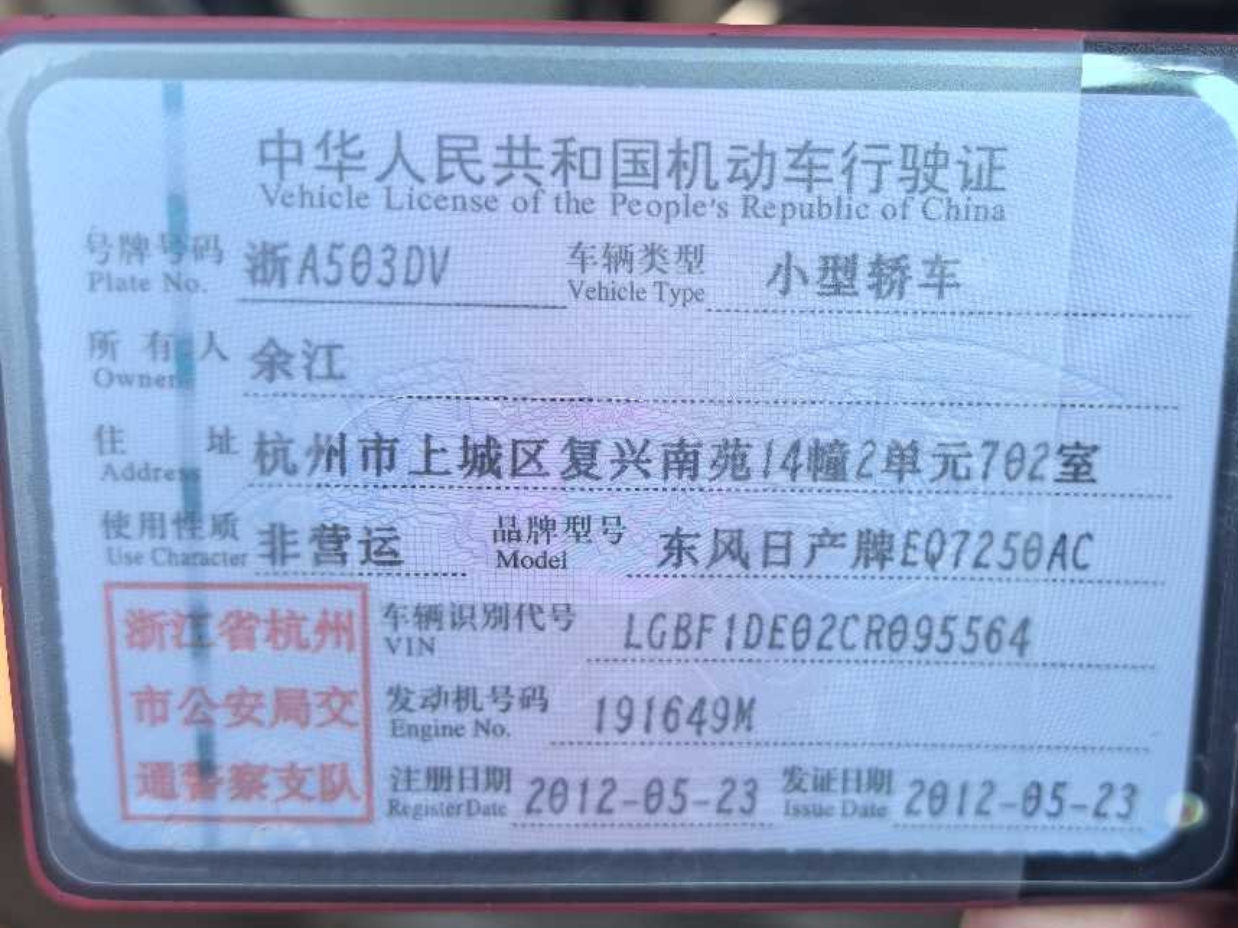 中华人民共和国机动车行驶证
Vehicle License of the People's Republic of China
号牌号码 浙A503DV 车辆类型 小型轿车
Plate No. Vehicle Type
所有人 余江
Owner
住址 杭州市上城区复兴南苑14幢2单元702室
Address
使用性质 非营运 品牌型号 东风日产牌EQ7250AC
Use Character Model
浙江省杭州
市公安局交
通警察支队
车辆识别代号 LGBF1DE02CR095564
VIN
发动机号码 191649M
Engine No.
注册日期 2012-05-23 发证日期 2012-05-23
Register Date Issue Date